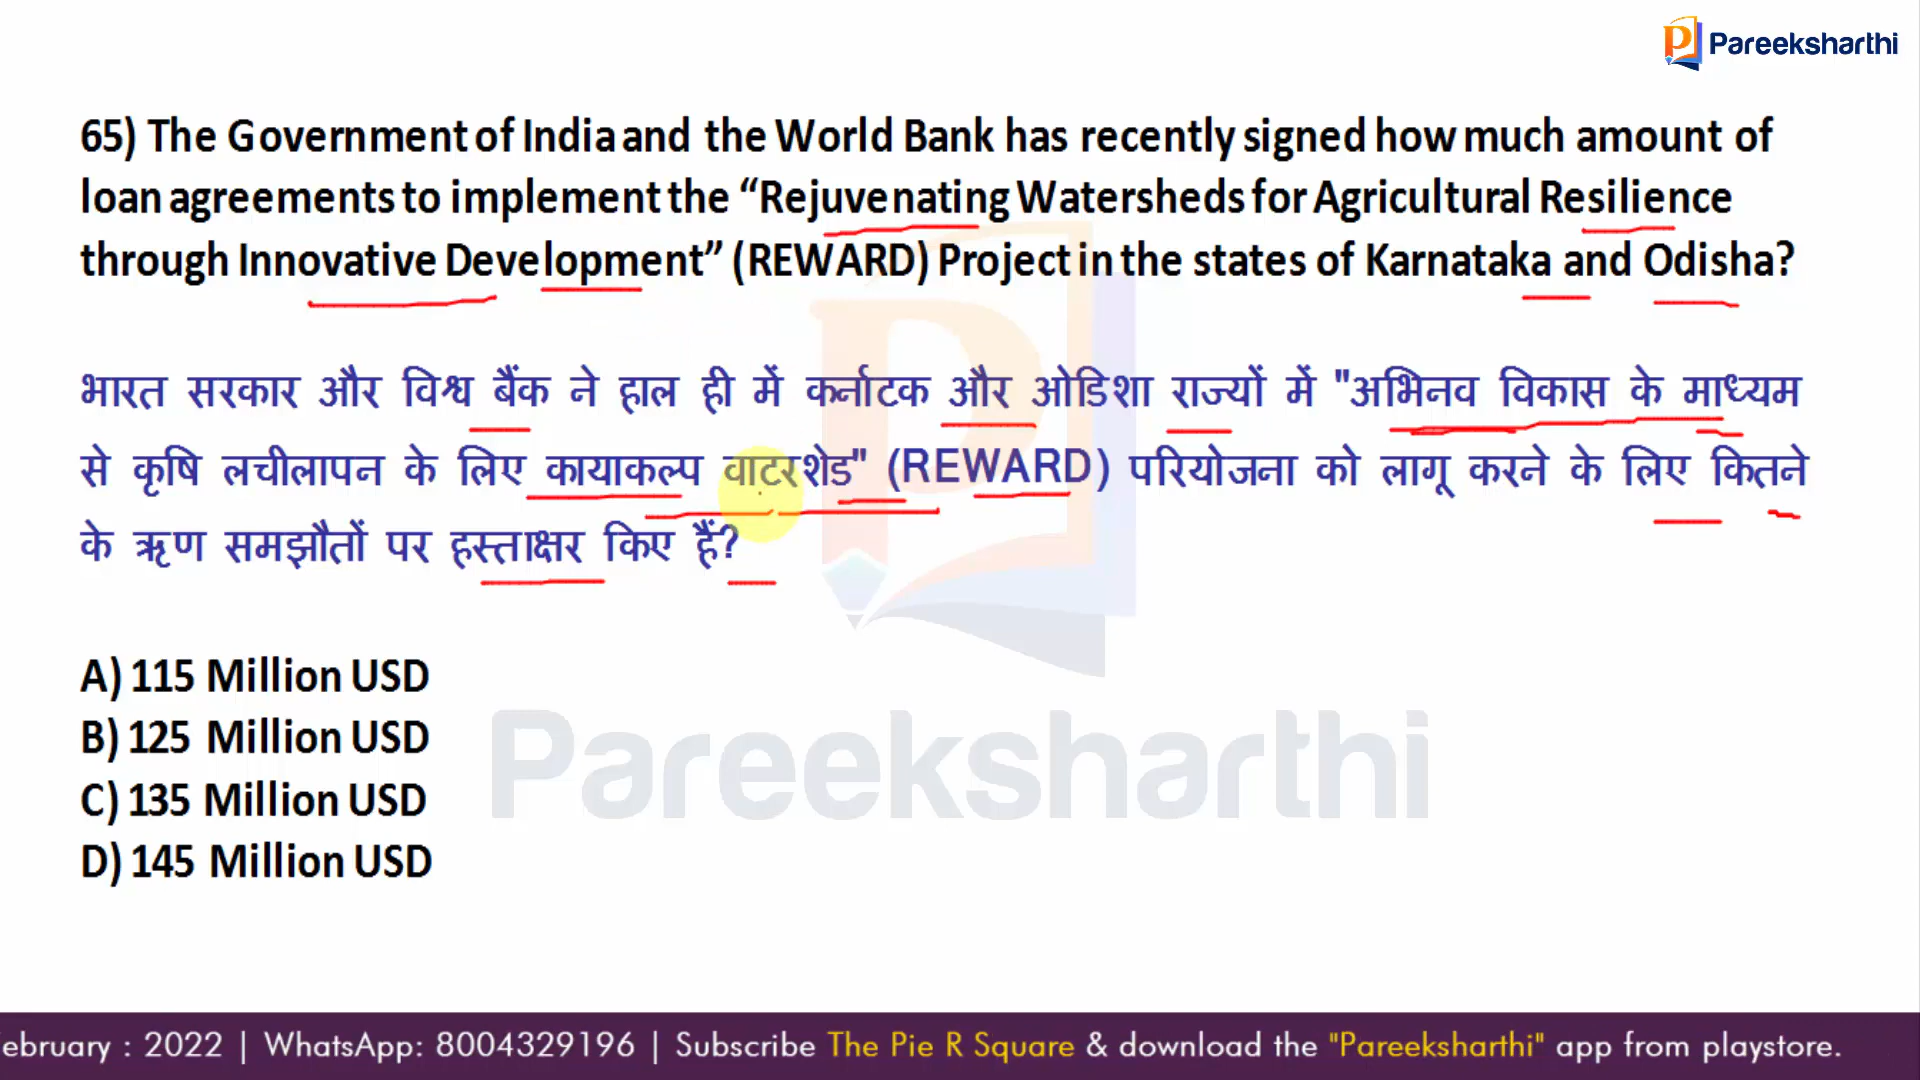 Pareeksharthi
65) The Government of India and the World Bank has recently signed how much amount of
loan agreements to implement the “Rejuvenating Watersheds for Agricultural Resilience
through Innovative Development” (REWARD) Project in the states of Karnataka and Odisha?
भारत सरकार और विश्व बैंक ने हाल ही में कर्नाटक और ओडिशा राज्यों में "अभिनव विकास के माध्यम
से कृषि लचीलापन के लिए कायाकल्प वाटरशेड" (REWARD) परियोजना को लागू करने के लिए कितने
के ऋण समझौतों पर हस्ताक्षर किए हैं?
A) 115 Million USD
B) 125 Million USD
C) 135 Million USD
D) 145 Million USD
Pareeksharthi
ebruary : 2022 | WhatsApp: 8004329196 | Subscribe The Pie R Square & download the "Pareeksharthi" app from playstore.